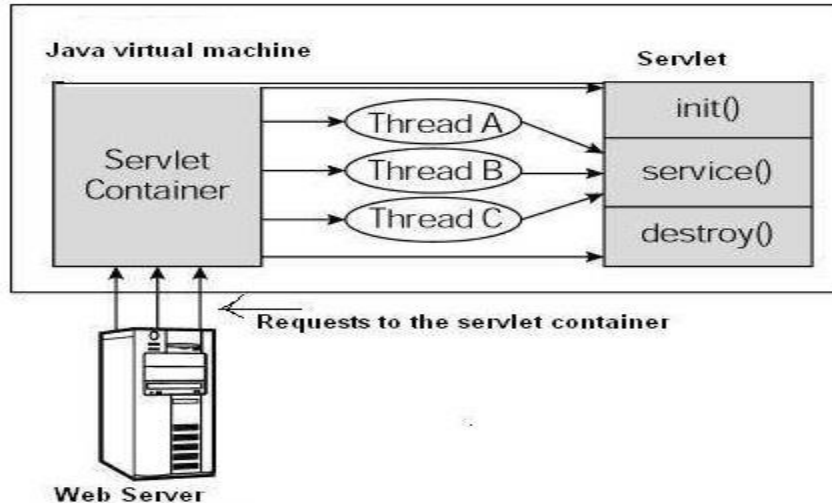 Java virtual machine
Servlet
Servlet
Container
Thread A
Thread B
Thread C
init()
service()
destroy()
Requests to the servlet container
Web Server